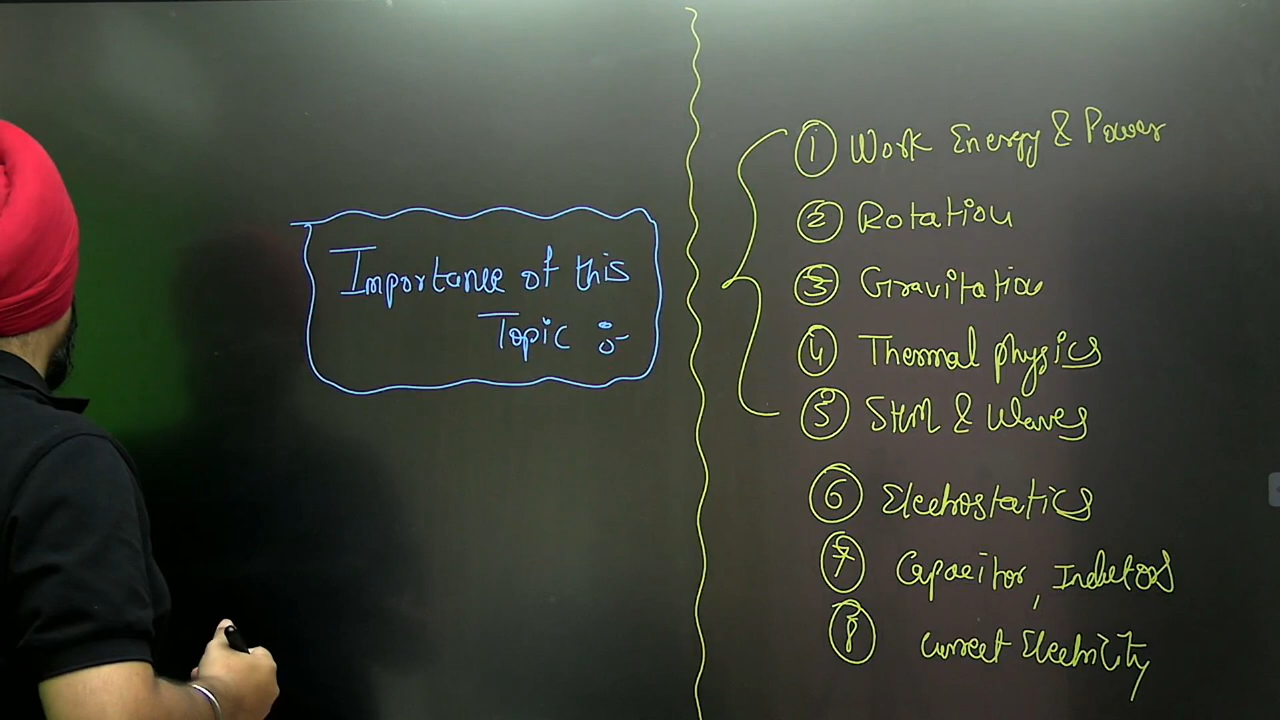 Importance of this
Topic :-
① Work Energy & Power
② Rotation
③ Gravitation
④ Thermal physics
⑤ SHM & Waves
⑥ Electrostatics
⑦ Capacitor, Inductors
⑧ Current Electricity